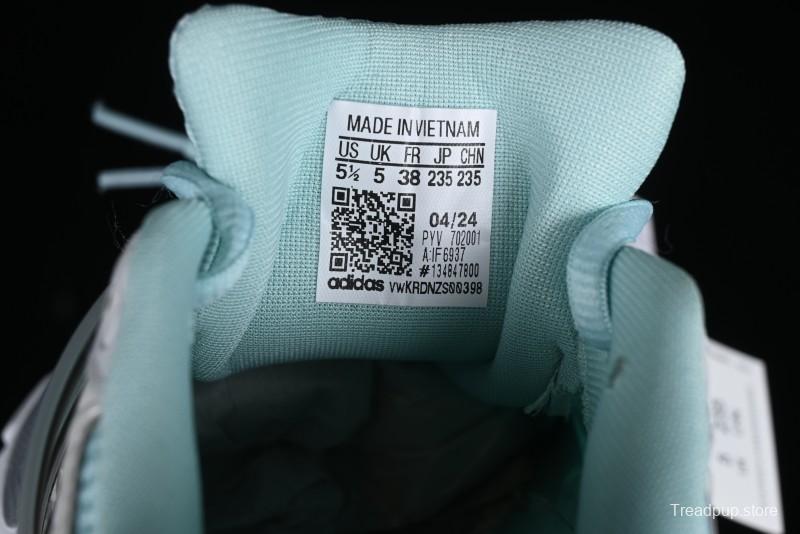 MADE IN VIETNAM
US UK FR JP CHN
5½ 5 38 235 235
04/24
PYV 702001
A:IF6937
#134847800
adidas VWKRDNZS00398
Treadpup.store